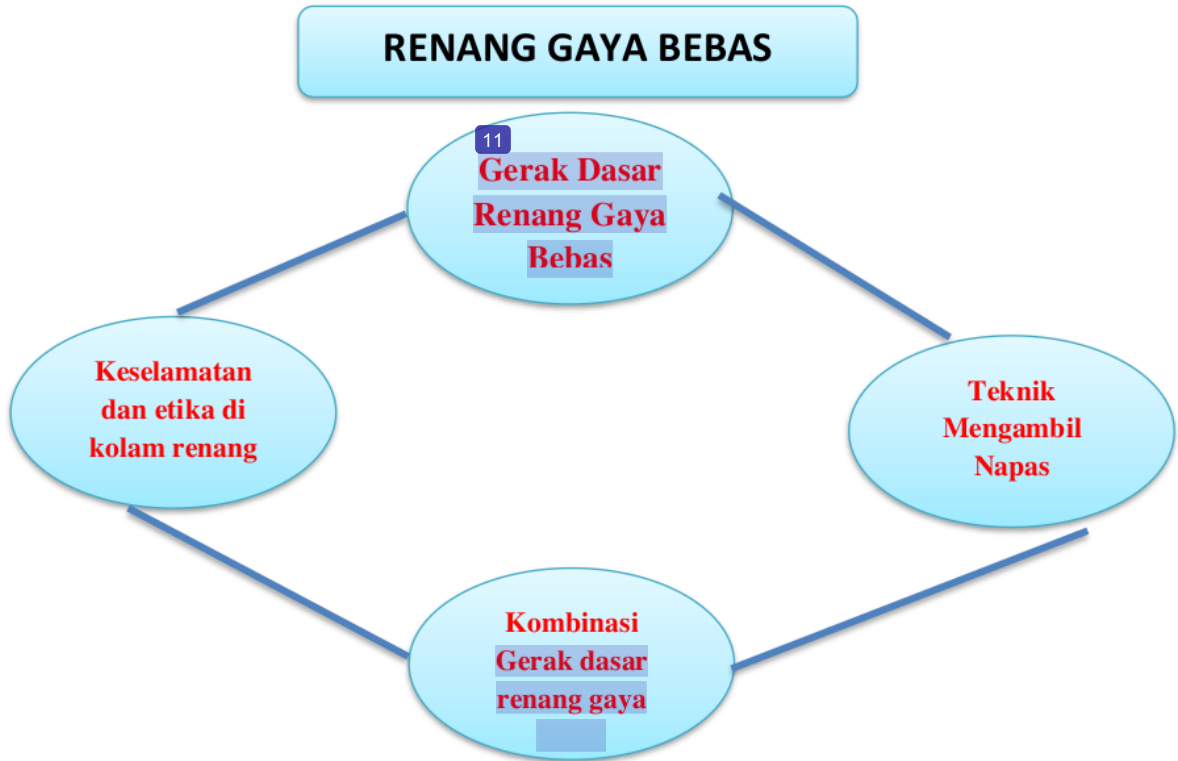 RENANG GAYA BEBAS
11
Gerak Dasar
Renang Gaya
Bebas
Keselamatan
dan etika di
kolam renang
Teknik
Mengambil
Napas
Kombinasi
Gerak dasar
renang gaya